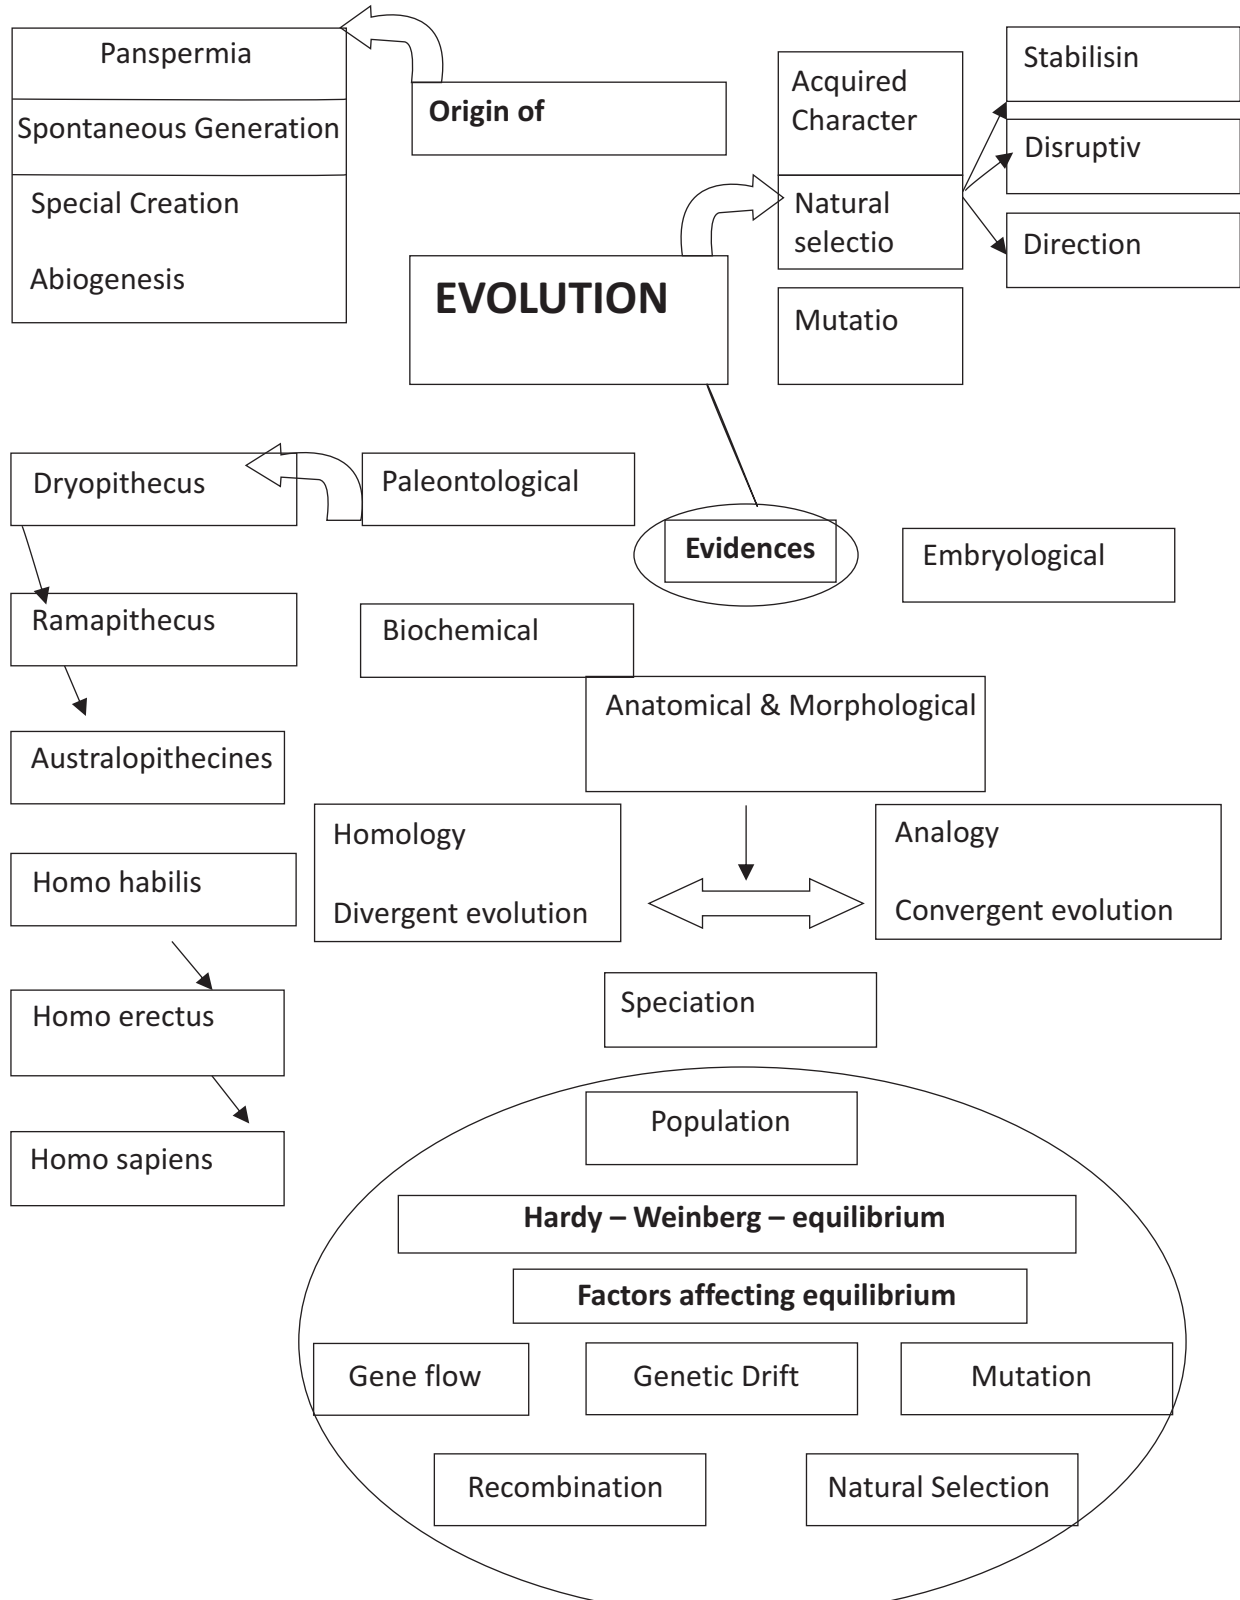 Panspermia
Spontaneous Generation
Special Creation
Abiogenesis
Origin of
Acquired
Character
Natural
selectio
Mutatio
Stabilisin
Disruptiv
Direction
EVOLUTION
Dryopithecus
Paleontological
Evidences
Embryological
Ramapithecus
Biochemical
Anatomical & Morphological
Australopithecines
Homology
Divergent evolution
Analogy
Convergent evolution
Homo habilis
Speciation
Homo erectus
Homo sapiens
Population
Hardy – Weinberg – equilibrium
Factors affecting equilibrium
Gene flow
Genetic Drift
Mutation
Recombination
Natural Selection